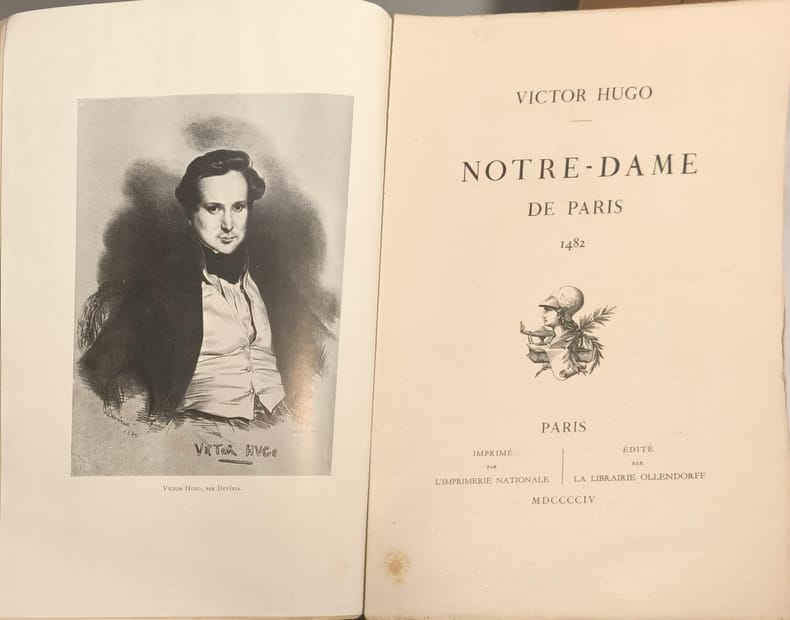 VICTOR HUGO
VICTOR HUGO, PAR DEVÉRIA.
VICTOR HUGO
NOTRE-DAME
DE PARIS
1482
PARIS
IMPRIMÉ
PAR
L'IMPRIMERIE NATIONALE
ÉDITÉ
PAR
LA LIBRAIRIE OLLENDORFF
MDCCCCIV